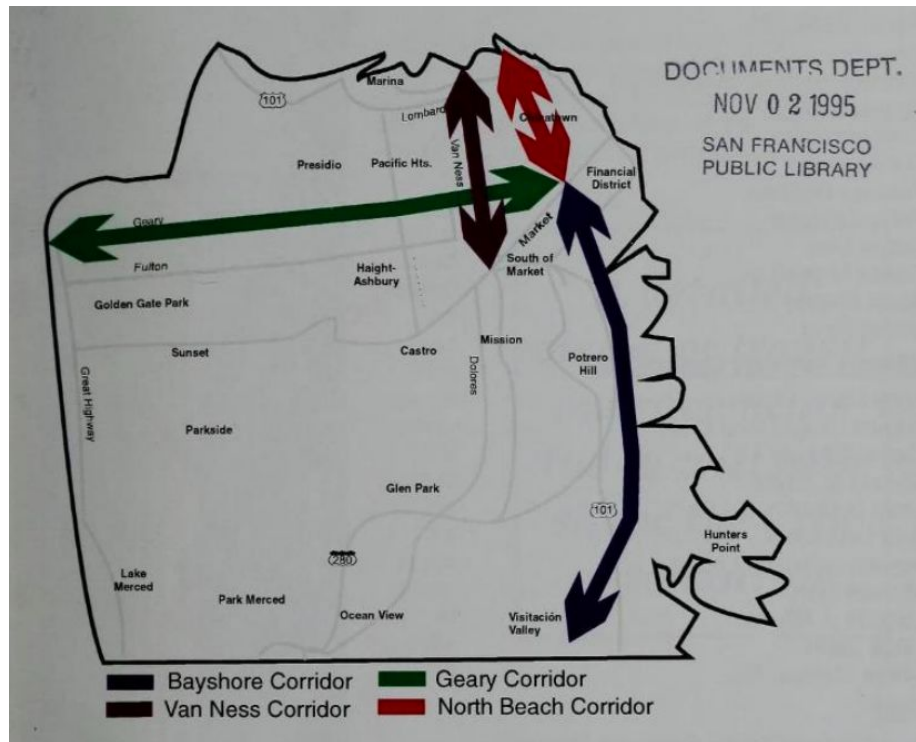 DOCUMENTS DEPT.
NOV 02 1995
SAN FRANCISCO
PUBLIC LIBRARY
Marina
101
Lombard
Chinatown
Van Ness
Presidio
Pacific Hts.
Financial
District
Geary
Market
Fulton
South of
Market
Haight-
Ashbury
Golden Gate Park
Sunset
Castro
Mission
Potrero
Hill
Dolores
Great Highway
Parkside
Glen Park
101
Hunters
Point
280
Lake
Merced
Park Merced
Ocean View
Visitación
Valley
Bayshore Corridor
Geary Corridor
Van Ness Corridor
North Beach Corridor